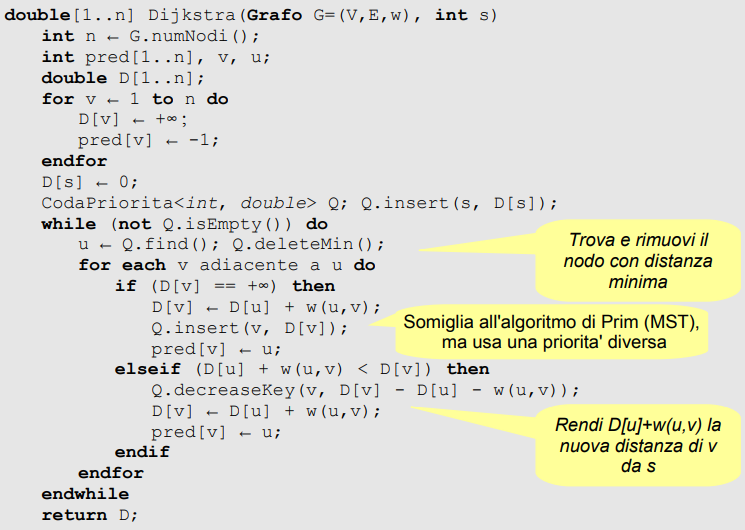 double[1..n] Dijkstra(Grafo G=(V,E,w), int s)
int n ← G.numNodi();
int pred[1..n], v, u;
double D[1..n];
for v ← 1 to n do
D[v] ← +∞;
pred[v] ← -1;
endfor
D[s] ← 0;
CodaPriorita<int, double> Q; Q.insert(s, D[s]);
while (not Q.isEmpty()) do
u ← Q.find(); Q.deleteMin();
for each v adiacente a u do
if (D[v] == +∞) then
D[v] ← D[u] + w(u,v);
Q.insert(v, D[v]);
pred[v] ← u;
elseif (D[u] + w(u,v) < D[v]) then
Q.decreaseKey(v, D[v] - D[u] - w(u,v));
D[v] ← D[u] + w(u,v);
pred[v] ← u;
endif
endfor
endwhile
return D;
Trova e rimuovi il
nodo con distanza
minima
Somiglia all'algoritmo di Prim (MST),
ma usa una priorita' diversa
Rendi D[u]+w(u,v) la
nuova distanza di v
da s